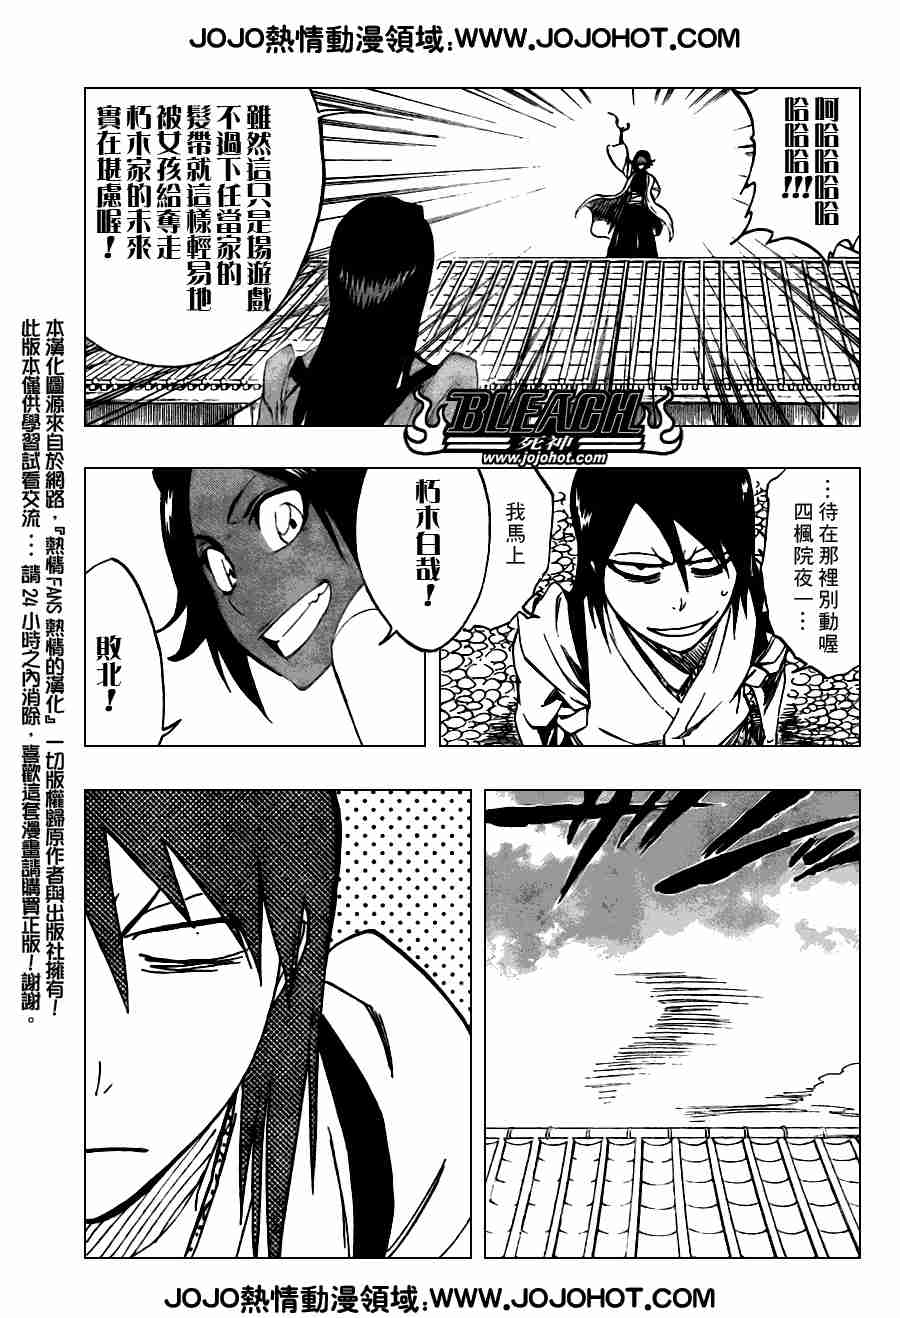 JOJO熱情動漫領域:WWW.JOJOHOT.COM
呵哈哈哈哈
哈哈哈!!!
雖然這只是場遊戲
不過下任當家的
髮帶就這樣輕易地
被女孩給奪走
朽木家的未來
實在堪慮喔！
BLEACH
死神
www.jojohot.com
…待在那裡別動喔
四楓院夜一…
我馬上
朽木白哉！
敗北！
本漢化圖源來自於網路，『熱情FANS熱情的漢化』一切版權歸原作者與出版社擁有！
此版本僅供學習試看交流…請24小時之內消除，喜歡這套漫畫請購買正版！謝謝。
JOJO熱情動漫領域:WWW.JOJOHOT.COM